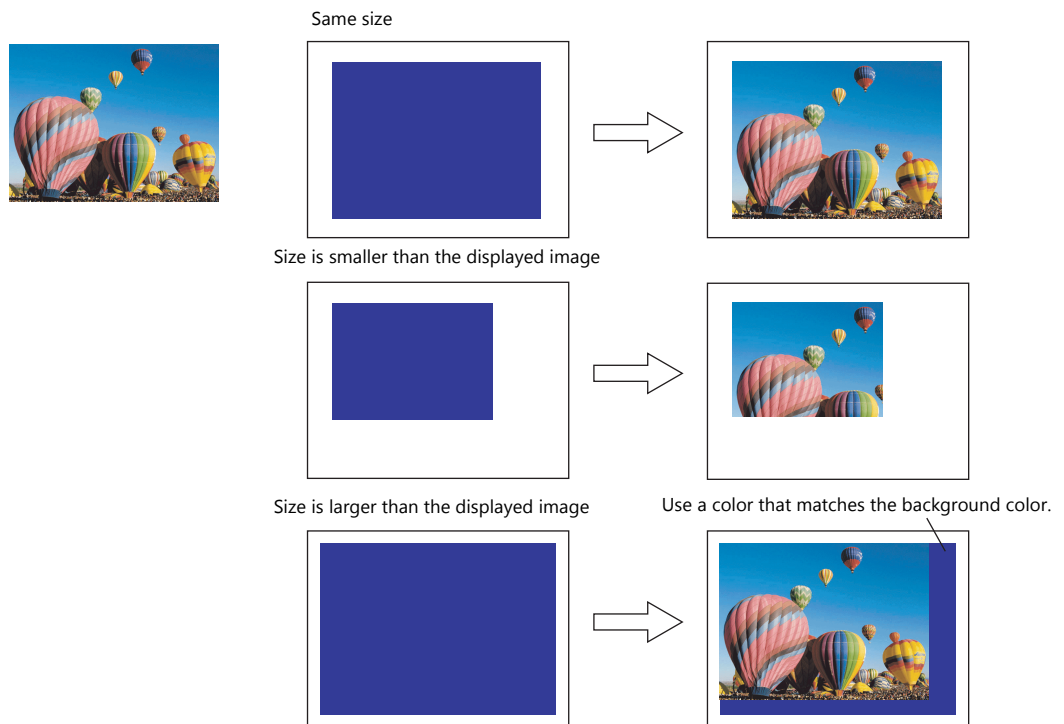 Same size
Size is smaller than the displayed image
Size is larger than the displayed image
Use a color that matches the background color.